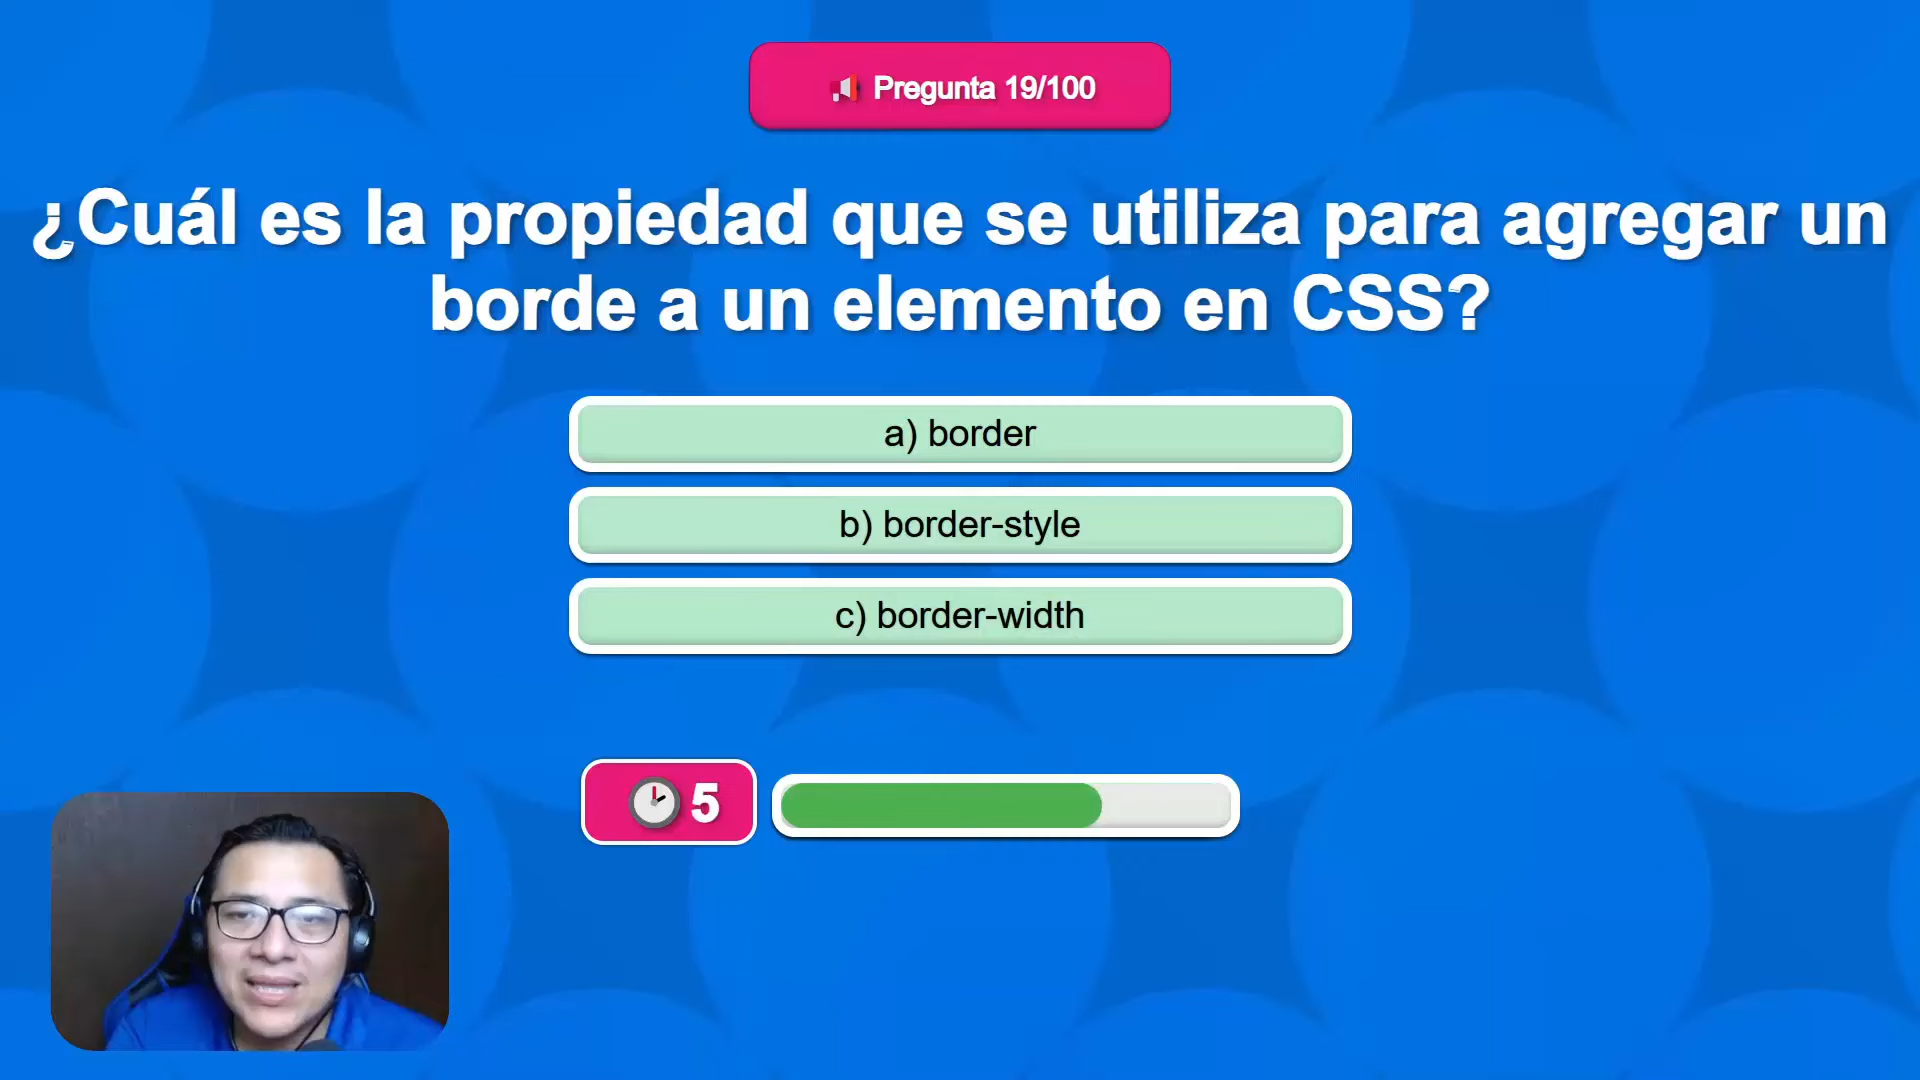 Pregunta 19/100
¿Cuál es la propiedad que se utiliza para agregar un
borde a un elemento en CSS?
a) border
b) border-style
c) border-width
5